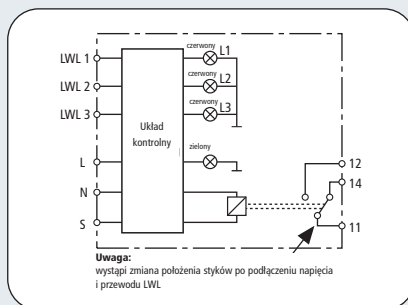 czerwony L1
LWL 1
czerwony L2
LWL 2
czerwony L3
LWL 3
Układ
kontrolny
zielony
L
12
14
N
S
11
Uwaga:
wystąpi zmiana położenia styków po podłączeniu napięcia
i przewodu LWL